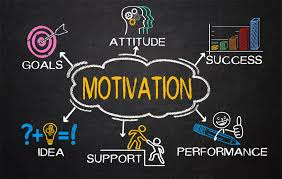 ATTITUDE
GOALS
SUCCESS
MOTIVATION
?+!
IDEA
SUPPORT
PERFORMANCE